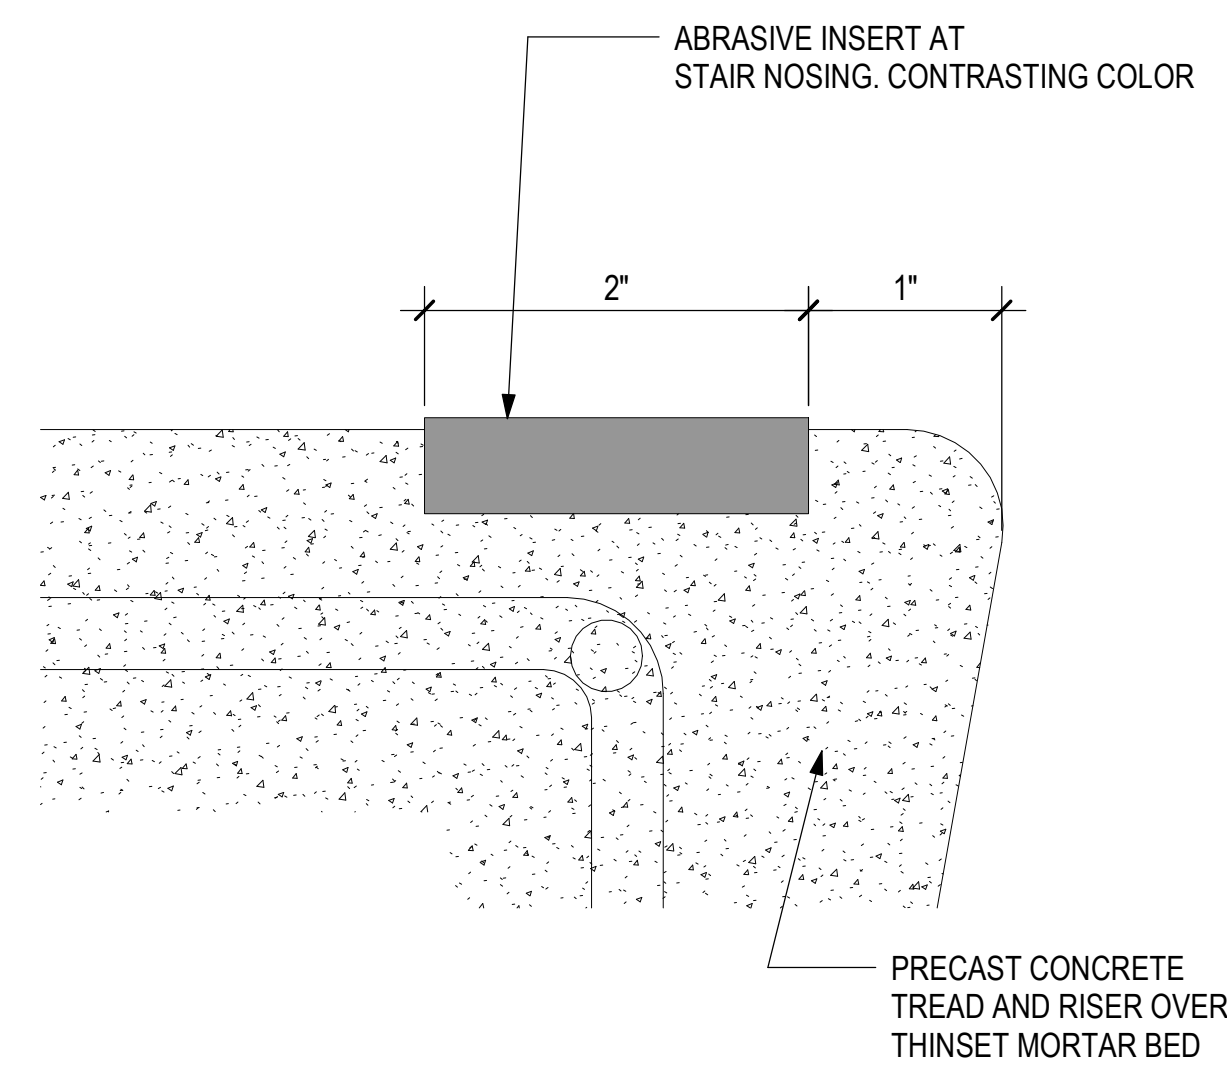 ABRASIVE INSERT AT
STAIR NOSING. CONTRASTING COLOR
2"
1"
PRECAST CONCRETE
TREAD AND RISER OVER
THINSET MORTAR BED